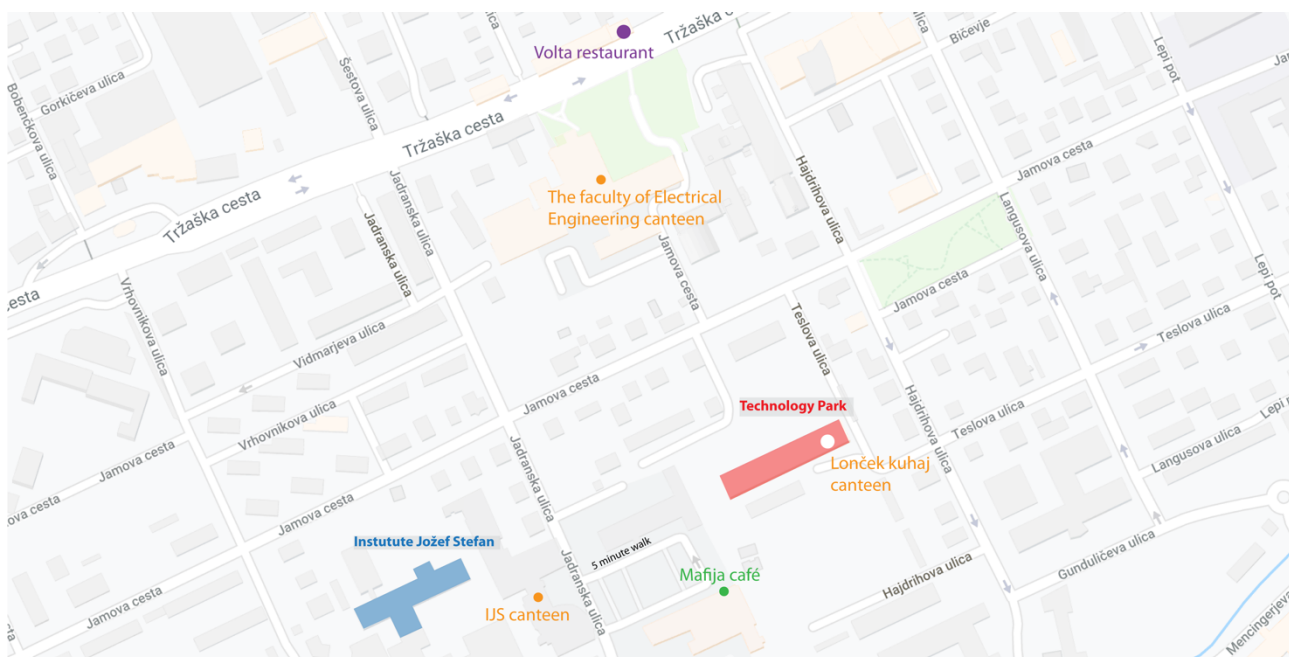 Volta restaurant
Tržaška
Bičevje
Lepi pot
Jam
Gorkičeva ulica
Šestova ulica
Bobenčkova ulica
Tržaška cesta
Jamova cesta
Hajdrihova ulica
The faculty of Electrical
Engineering canteen
Tržaška cesta
Jadranska ulica
Jadranska ulica
Langusova ulica
Jamova cesta
Lepi pot
cesta
Vrhovnikova ulica
Jamova cesta
Teslova ulica
Teslova ulica
Vidmarjeva ulica
Jamova cesta
Technology Park
Hajdrihova ulica
Lepi p
Vrhovnikova ulica
Teslova ulica
Jamova cesta
Jadranska ulica
Langusova ulica
Lonček kuhaj
canteen
ova cesta
Jamova cesta
Instutute Jožef Stefan
5 minute walk
Mafija café
Hajdrihova ulica
Gundulićeva ulica
Jadranska ulica
IJS canteen
Jamova cesta
Mencingerjeva